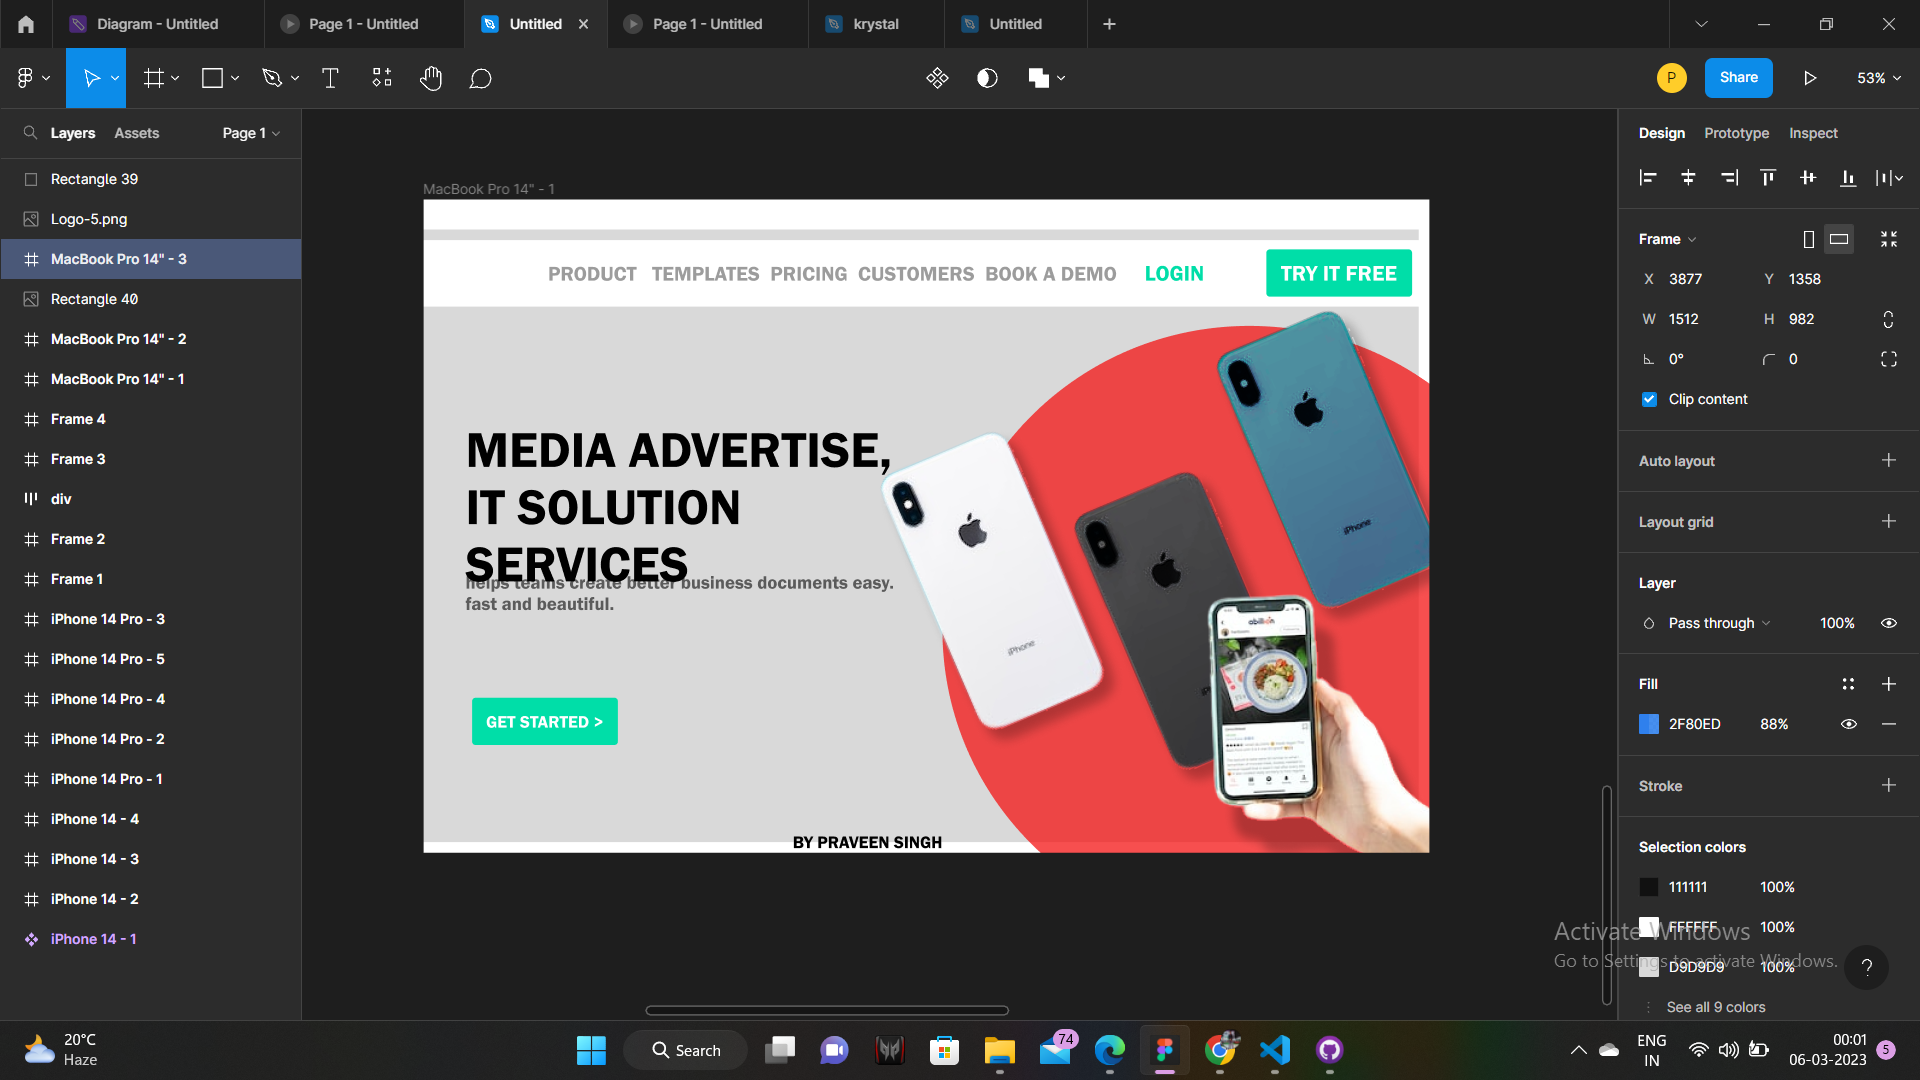 Diagram - Untitled
Page 1 - Untitled
Untitled
Page 1 - Untitled
krystal
Untitled
P
Share
53%
Layers
Assets
Page 1
Rectangle 39
Logo-5.png
MacBook Pro 14" - 3
Rectangle 40
MacBook Pro 14" - 2
MacBook Pro 14" - 1
Frame 4
Frame 3
div
Frame 2
Frame 1
iPhone 14 Pro - 3
iPhone 14 Pro - 5
iPhone 14 Pro - 4
iPhone 14 Pro - 2
iPhone 14 Pro - 1
iPhone 14 - 4
iPhone 14 - 3
iPhone 14 - 2
iPhone 14 - 1
MacBook Pro 14" - 1
PRODUCT TEMPLATES PRICING CUSTOMERS BOOK A DEMO LOGIN TRY IT FREE
MEDIA ADVERTISE,
IT SOLUTION
SERVICES
helps teams create better business documents easy.
fast and beautiful.
GET STARTED >
iPhone
iPhone
abillion
BY PRAVEEN SINGH
Design
Prototype
Inspect
Frame
X 3877
Y 1358
W 1512
H 982
0°
0
Clip content
Auto layout
Layout grid
Layer
Pass through
100%
Fill
2F80ED
88%
Stroke
Selection colors
111111
100%
FFFFFF
100%
D9D9D9
100%
See all 9 colors
Activate Windows
Go to Settings to activate Windows.
?
20°C
Haze
Search
74
ENG
IN
00:01
06-03-2023
5